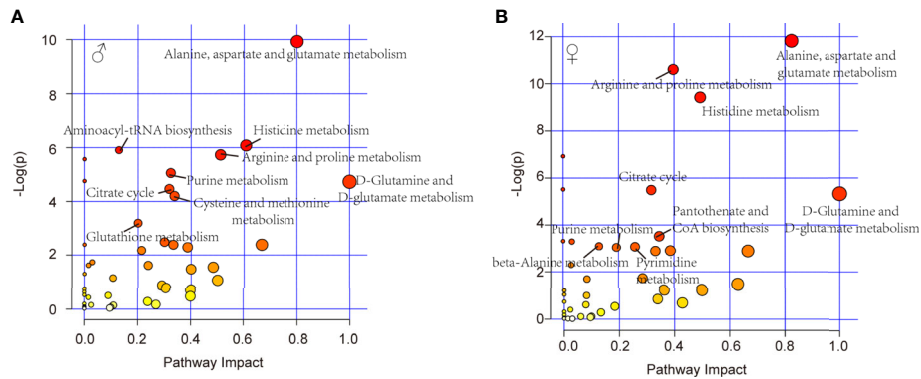 A
♂
10
8
6
4
2
0
-Log(p)
Alanine, aspartate and glutamate metabolism
Aminoacyl-tRNA biosynthesis
Histicine metabolism
Arginine and proline metabolism
Purine metabolism
D-Glutamine and
D-glutamate metabolism
Citrate cycle
Cysteine and methionine
metabolism
Glutathione metabolism
0.0 0.2 0.4 0.6 0.8 1.0
Pathway Impact
B
♀
12
10
8
6
4
2
0
-Log(p)
Alanine, aspartate and
glutamate metabolism
Arginine and proline metabolism
Histidine metabolism
Citrate cycle
Pantothenate and
CoA biosynthesis
D-Glutamine and
D-glutamate metabolism
Purine metabolism
beta-Alanine metabolism
Pyrimidine
metabolism
0.0 0.2 0.4 0.6 0.8 1.0
Pathway Impact